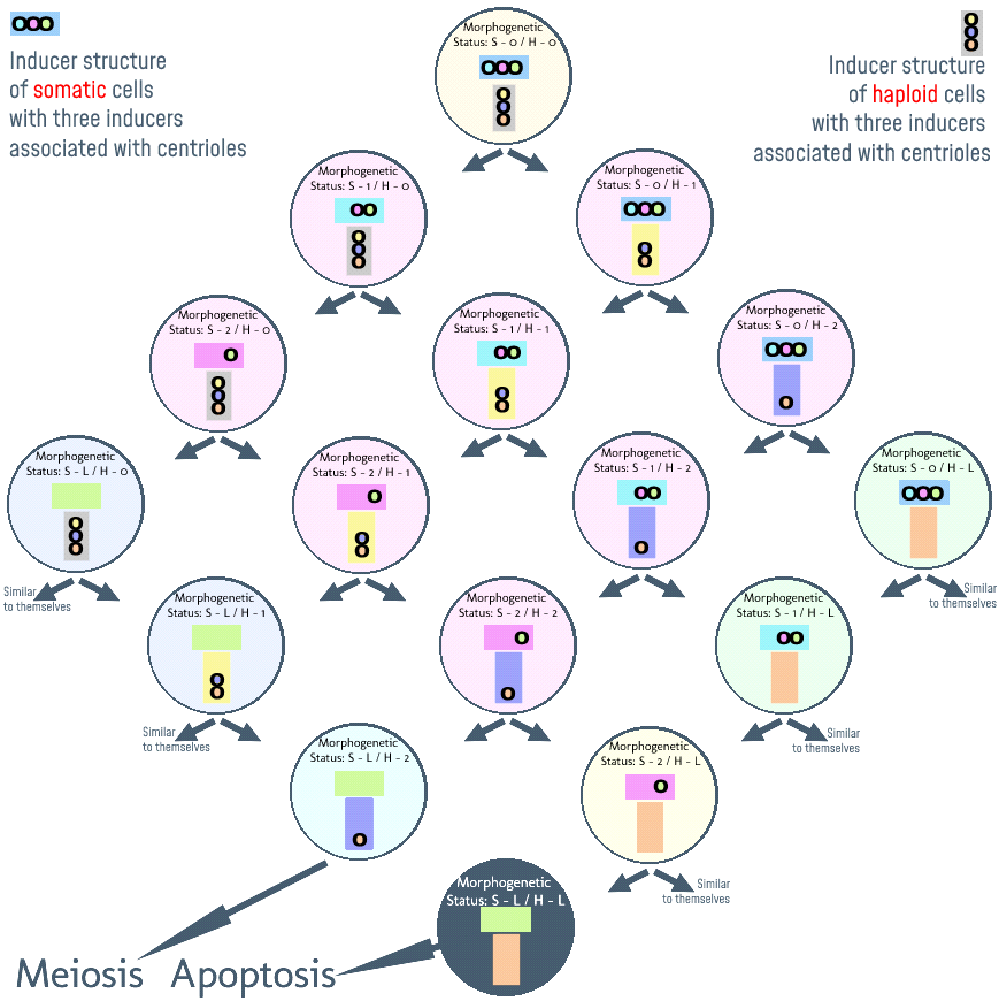 Inducer structure
of somatic cells
with three inducers
associated with centrioles
Inducer structure
of haploid cells
with three inducers
associated with centrioles
Morphogenetic
Status: S - 0 / H - 0
Morphogenetic
Status: S - 1 / H - 0
Morphogenetic
Status: S - 0 / H - 1
Morphogenetic
Status: S - 2 / H - 0
Morphogenetic
Status: S - 1 / H - 1
Morphogenetic
Status: S - 0 / H - 2
Morphogenetic
Status: S - L / H - 0
Morphogenetic
Status: S - 2 / H - 1
Morphogenetic
Status: S - 1 / H - 2
Morphogenetic
Status: S - 0 / H - L
Similar
to themselves
Similar
to themselves
Morphogenetic
Status: S - L / H - 1
Morphogenetic
Status: S - 2 / H - 2
Morphogenetic
Status: S - 1 / H - L
Similar
to themselves
Similar
to themselves
Morphogenetic
Status: S - L / H - 2
Morphogenetic
Status: S - 2 / H - L
Similar
to themselves
Morphogenetic
Status: S - L / H - L
Meiosis
Apoptosis